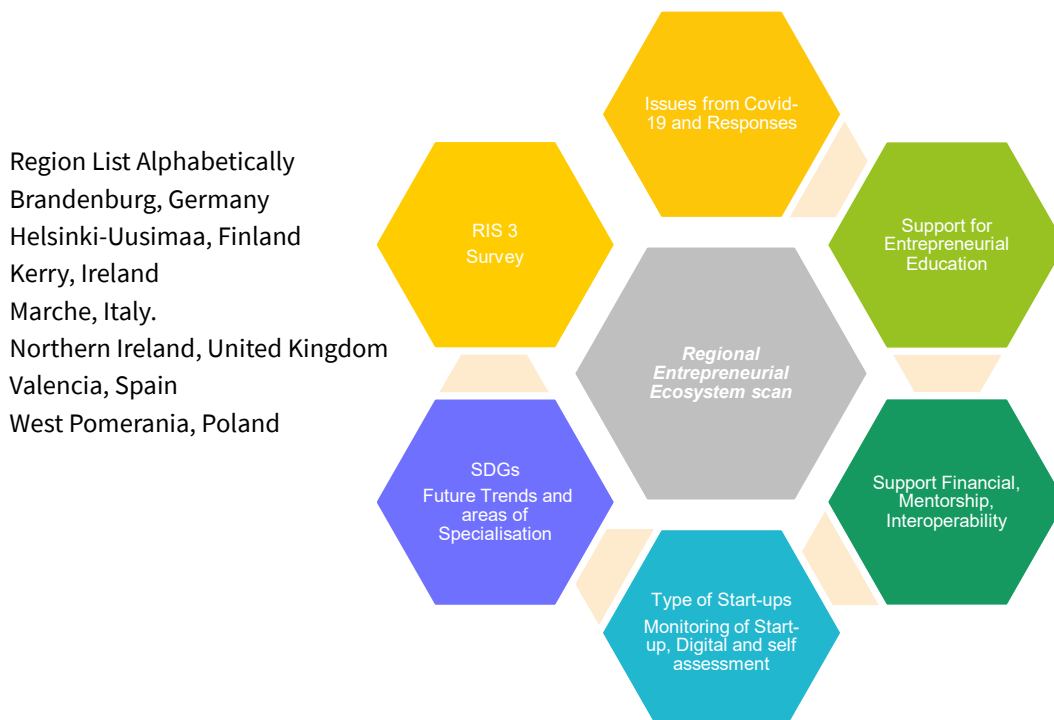 Region List Alphabetically
Brandenburg, Germany
Helsinki-Uusimaa, Finland
Kerry, Ireland
Marche, Italy.
Northern Ireland, United Kingdom
Valencia, Spain
West Pomerania, Poland
Issues from Covid-
19 and Responses
Support for
Entrepreneurial
Education
Support Financial,
Mentorship,
Interoperability
Type of Start-ups
Monitoring of Start-
up, Digital and self
assessment
SDGs
Future Trends and
areas of
Specialisation
RIS 3
Survey
Regional
Entrepreneurial
Ecosystem scan